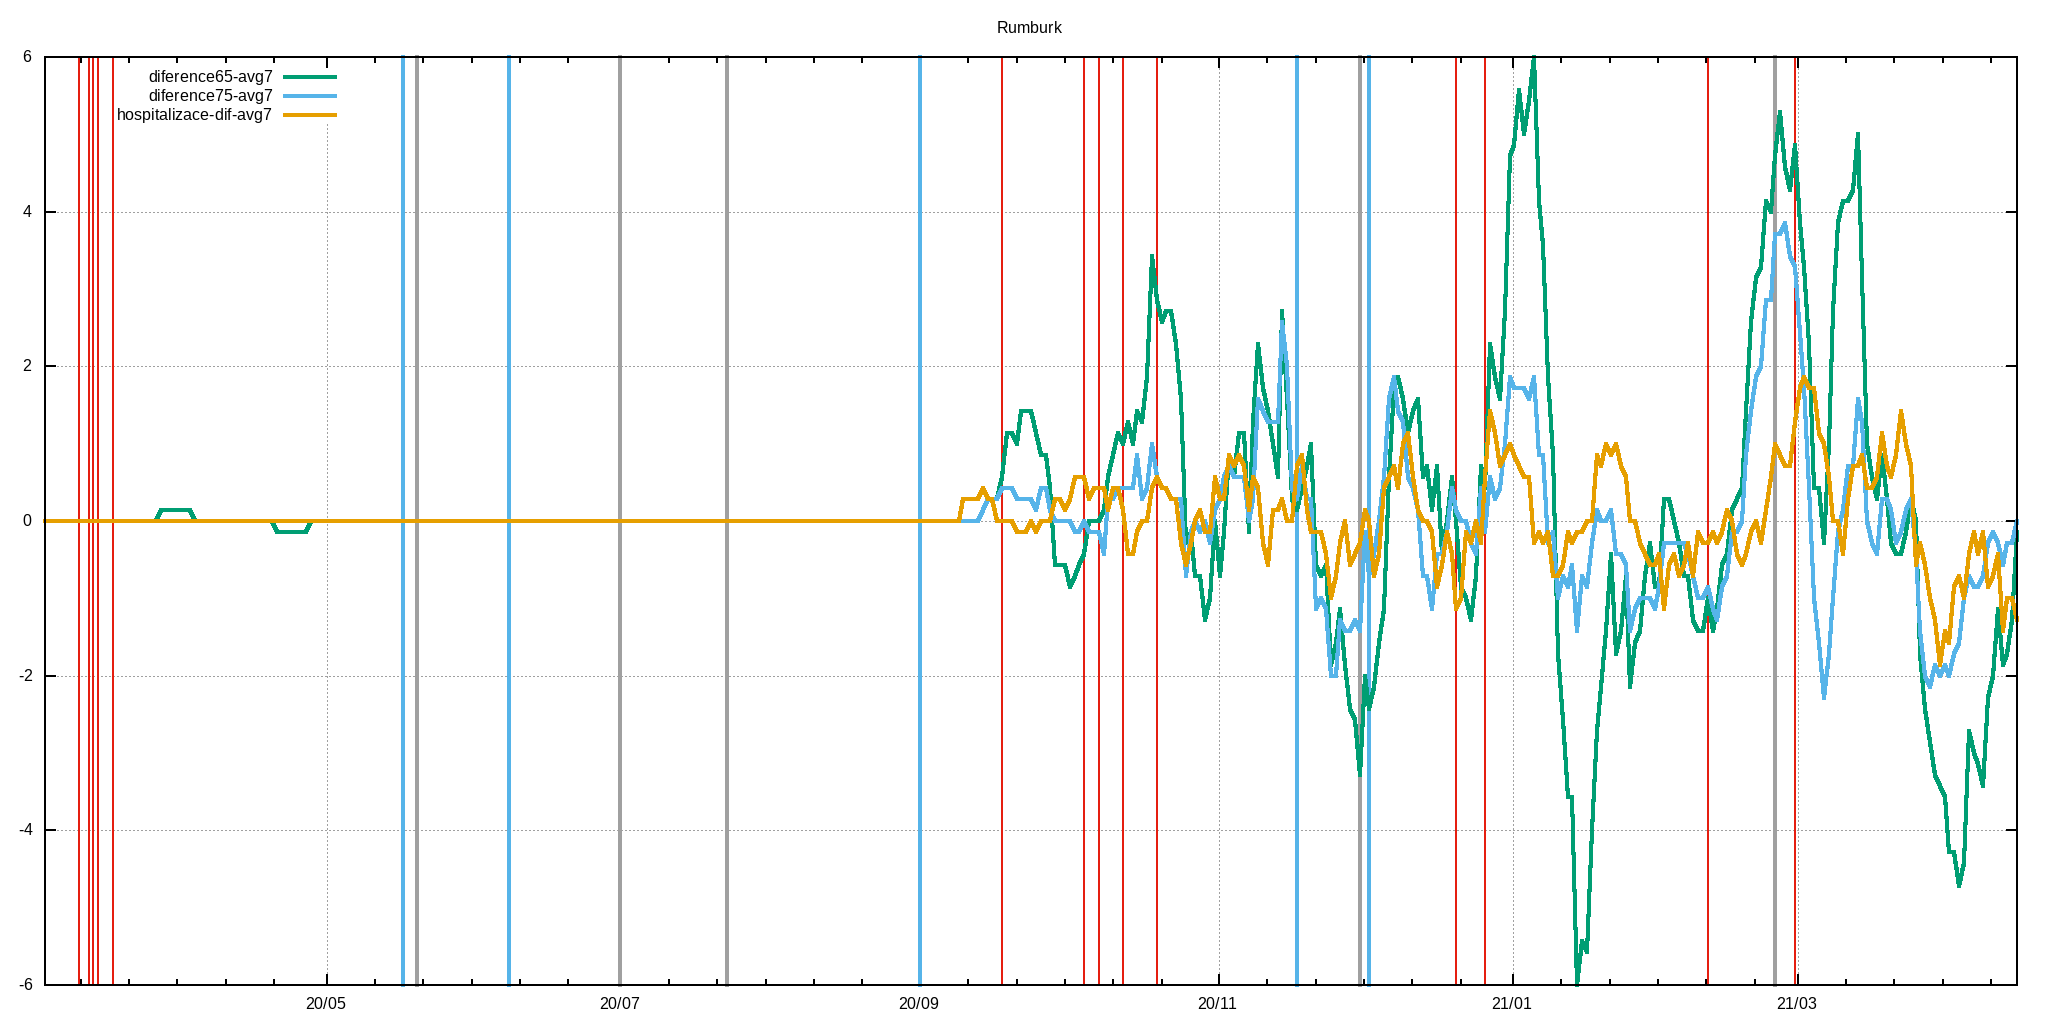 Rumburk
6
diference65-avg7
diference75-avg7
hospitalizace-dif-avg7
4
2
0
-2
-4
-6
20/05 20/07 20/09 20/11 21/01 21/03